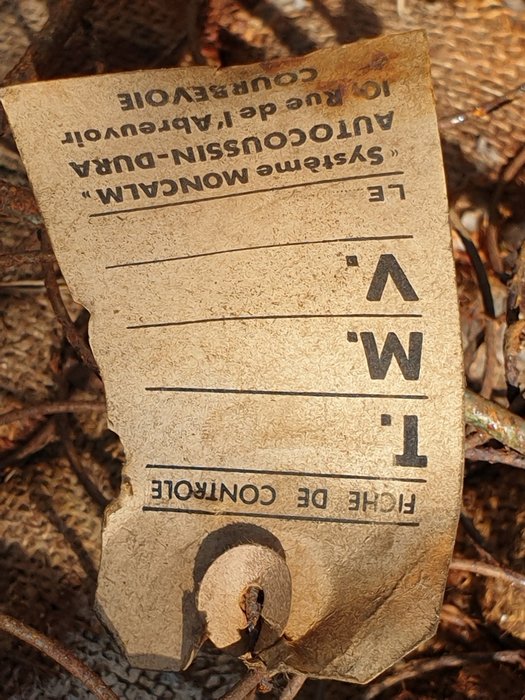 FICHE DE CONTROLE
T.
M.
V.
LE
"Système MONCALM"
AUTOCOUSSIN-DURA
10, Rue de l'Abreuvoir
COURBEVOIE